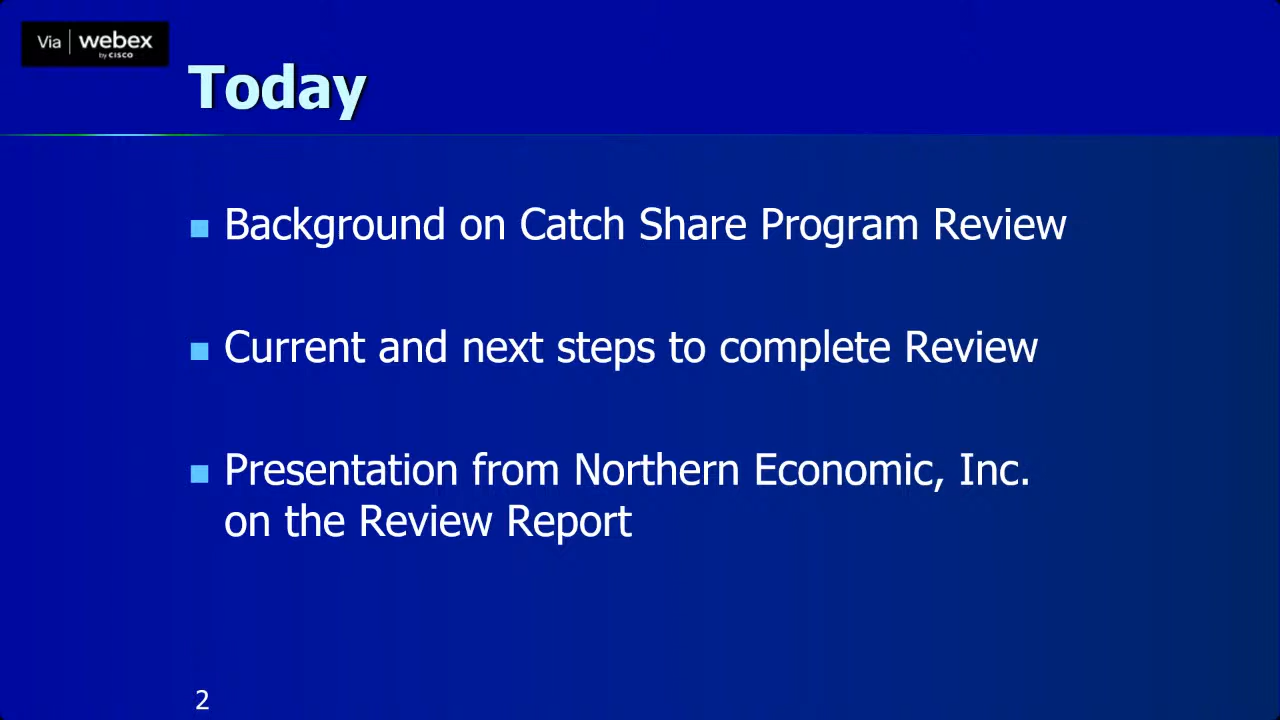 Via webex
by CISCO
Today
Background on Catch Share Program Review
Current and next steps to complete Review
Presentation from Northern Economic, Inc.
on the Review Report
2